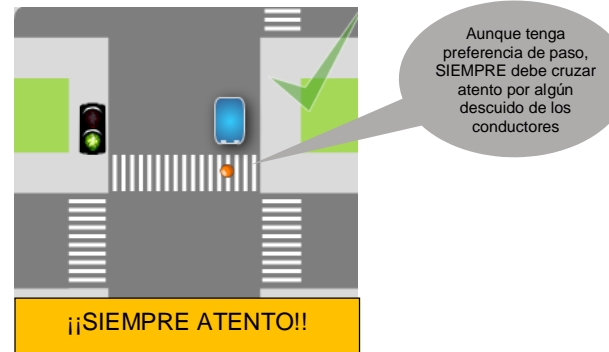 Aunque tenga
preferencia de paso,
SIEMPRE debe cruzar
atento por algún
descuido de los
conductores
¡¡SIEMPRE ATENTO!!